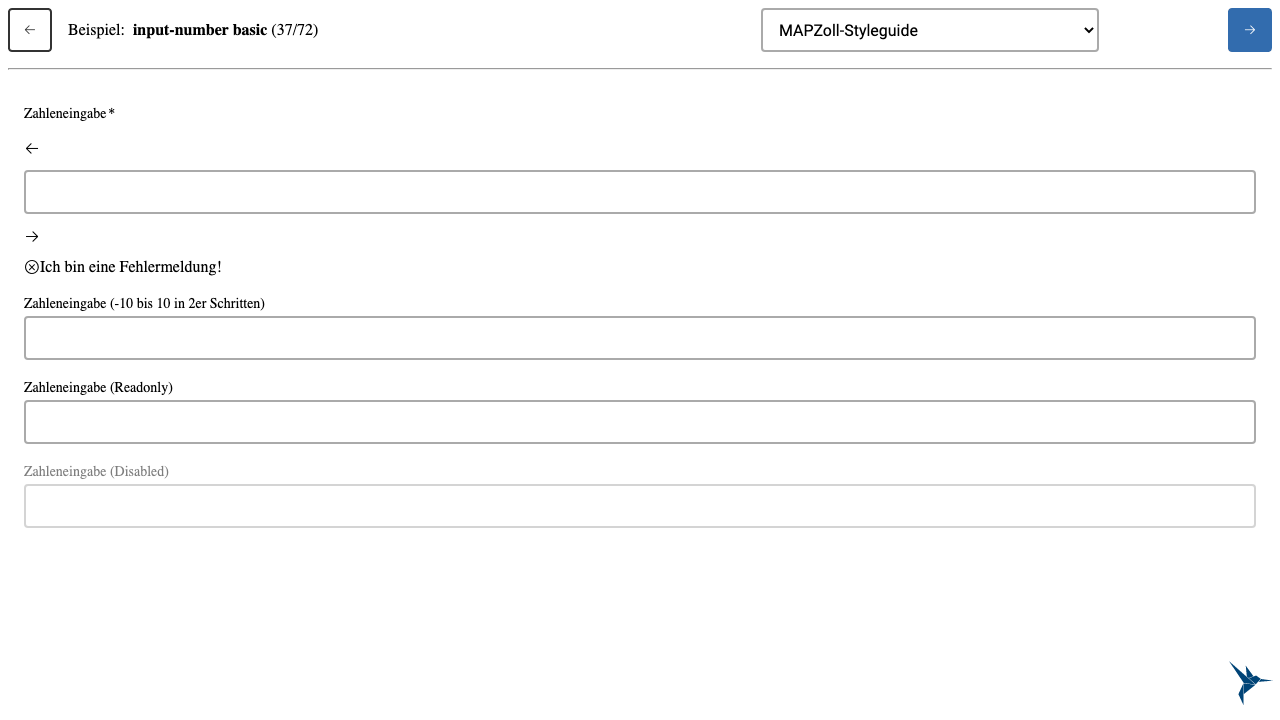 Beispiel: input-number basic (37/72)
MAPZoll-Styleguide
Zahleneingabe*
Ich bin eine Fehlermeldung!
Zahleneingabe (-10 bis 10 in 2er Schritten)
Zahleneingabe (Readonly)
Zahleneingabe (Disabled)